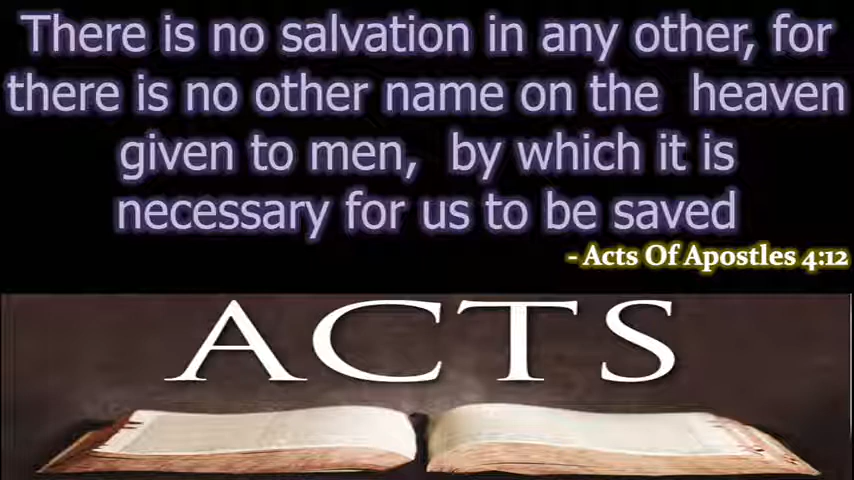 There is no salvation in any other, for
there is no other name on the heaven
given to men, by which it is
necessary for us to be saved
- Acts Of Apostles 4:12
ACTS